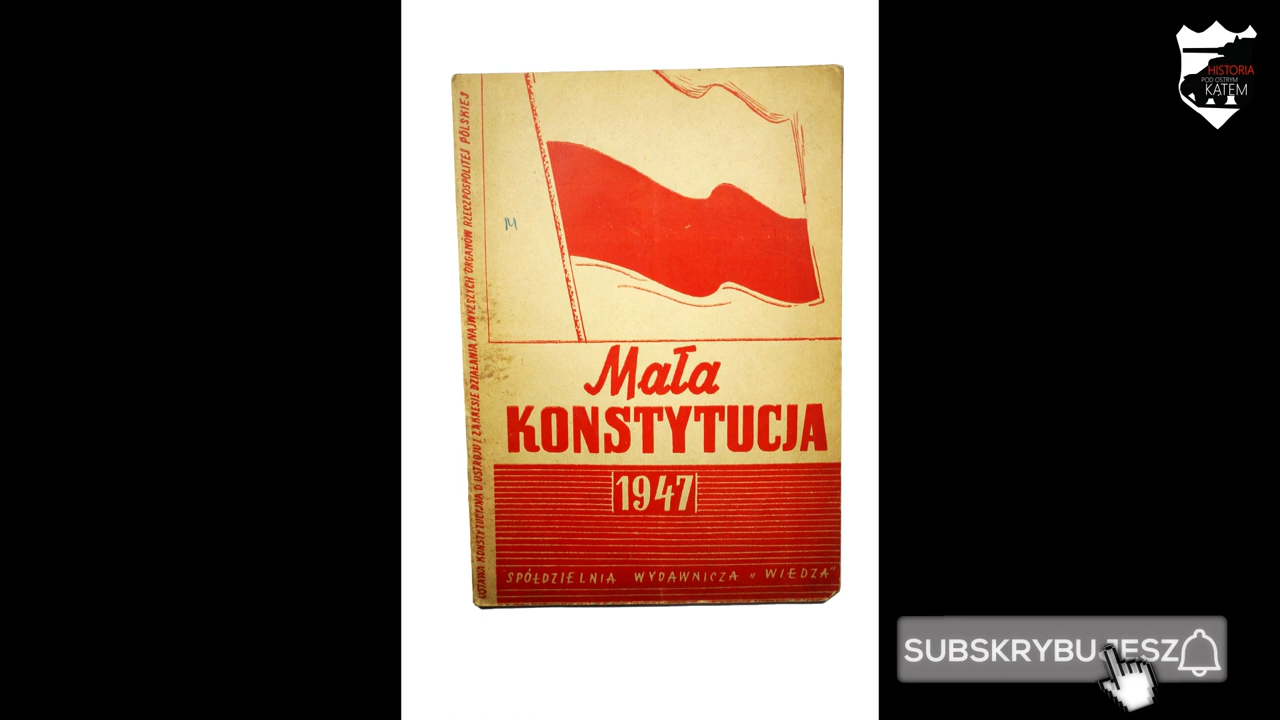 USTAWA KONSTYTUCYJNA O USTROJU I ZAKRESIE DZIAŁANIA NAJWYŻSZYCH ORGANÓW RZECZPOSPOLITEJ POLSKIEJ
M
Mała
KONSTYTUCJA
1947
SPÓŁDZIELNIA WYDAWNICZA „WIEDZA"
HISTORIA
POD OSTRYM
KĄTEM
SUBSKRYBUJESZ